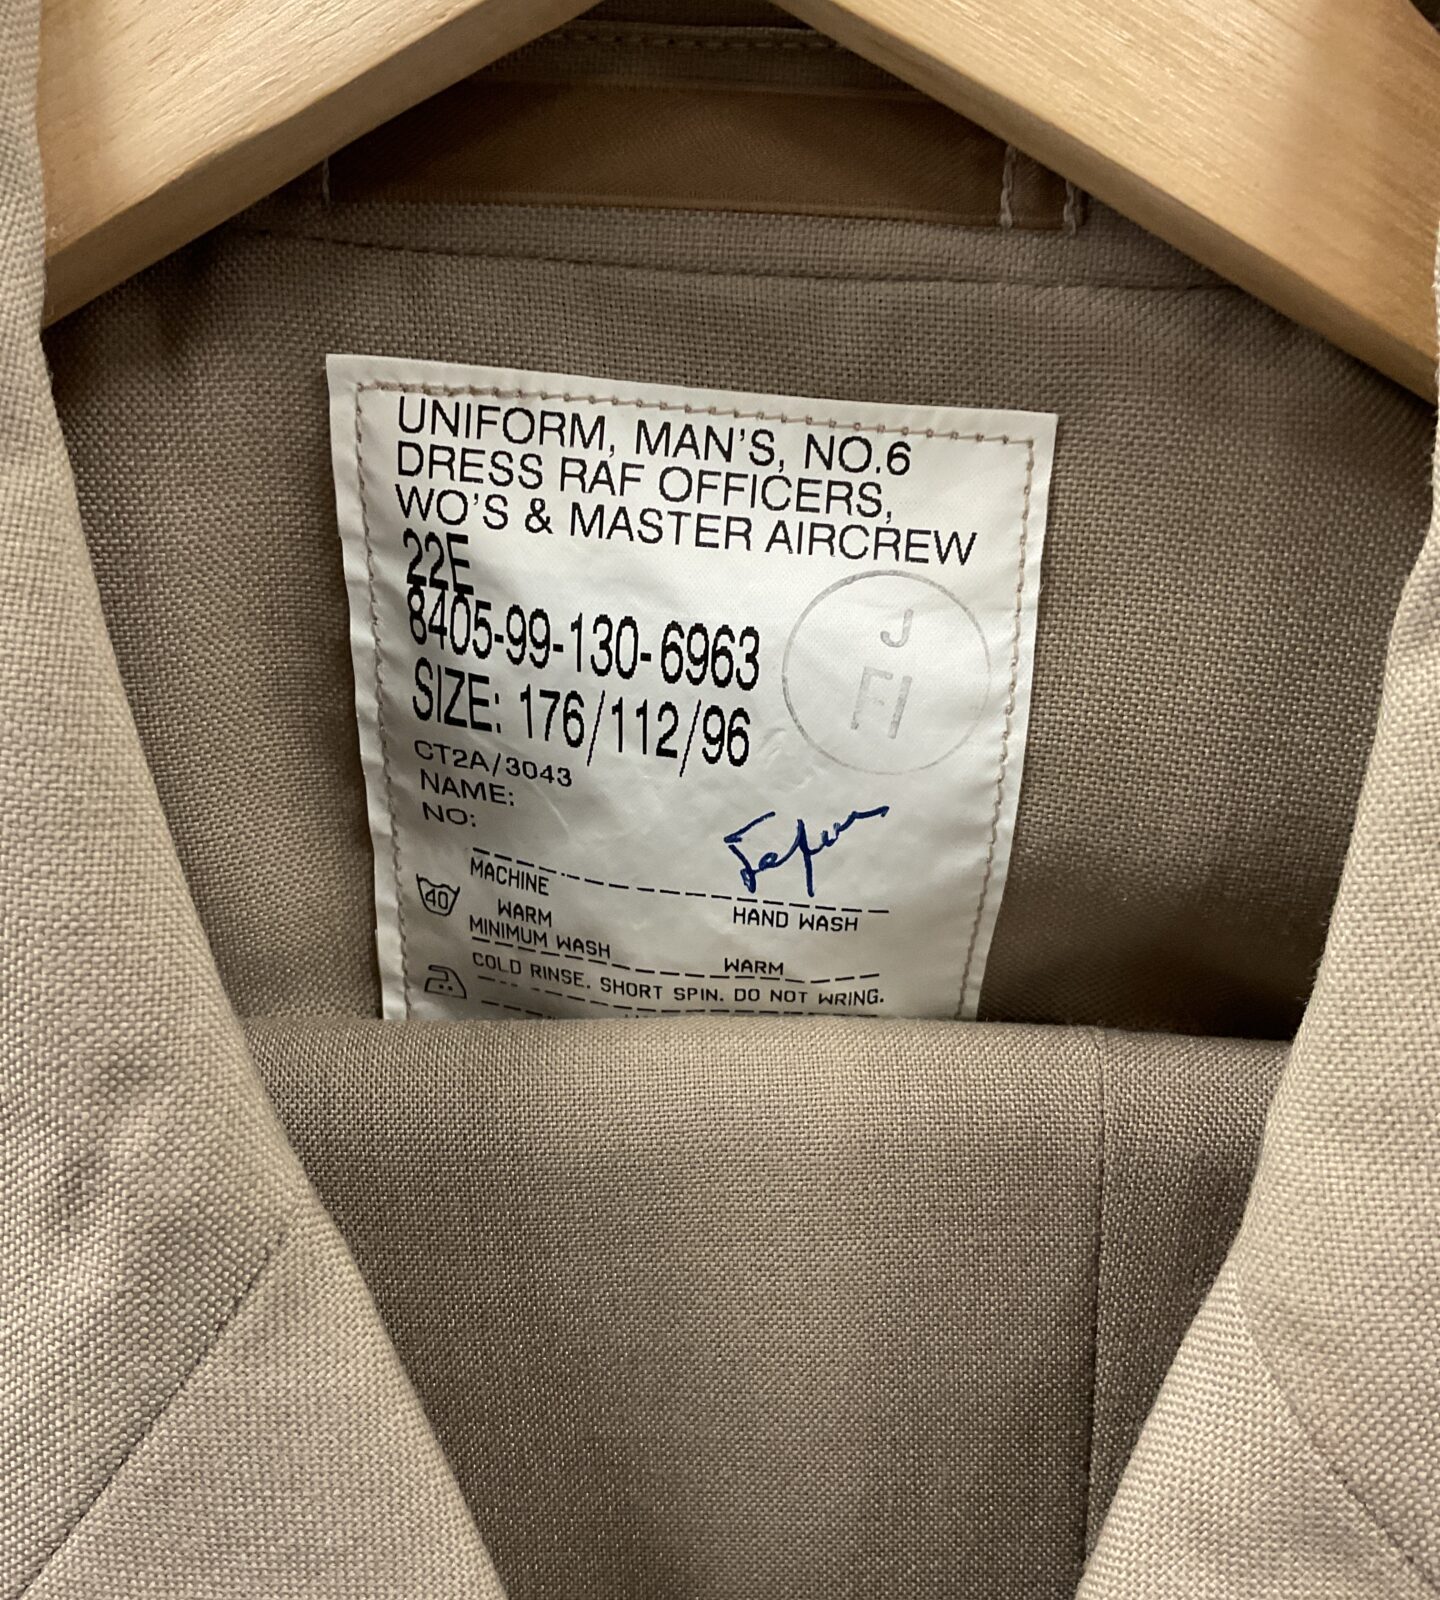 UNIFORM, MAN'S, NO.6
DRESS RAF OFFICERS,
WO'S & MASTER AIRCREW
22E
8405-99-130-6963
SIZE: 176/112/96
CT2A/3043
NAME:
NO:
J
FI
MACHINE HAND WASH
40 WARM
MINIMUM WASH WARM
COLD RINSE. SHORT SPIN. DO NOT WRING.